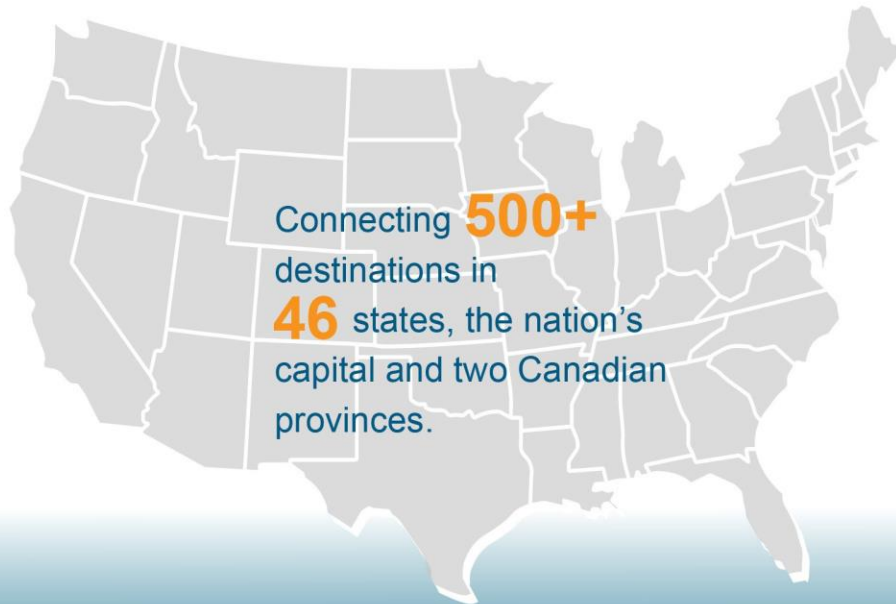 Connecting 500+
destinations in
46 states, the nation's
capital and two Canadian
provinces.